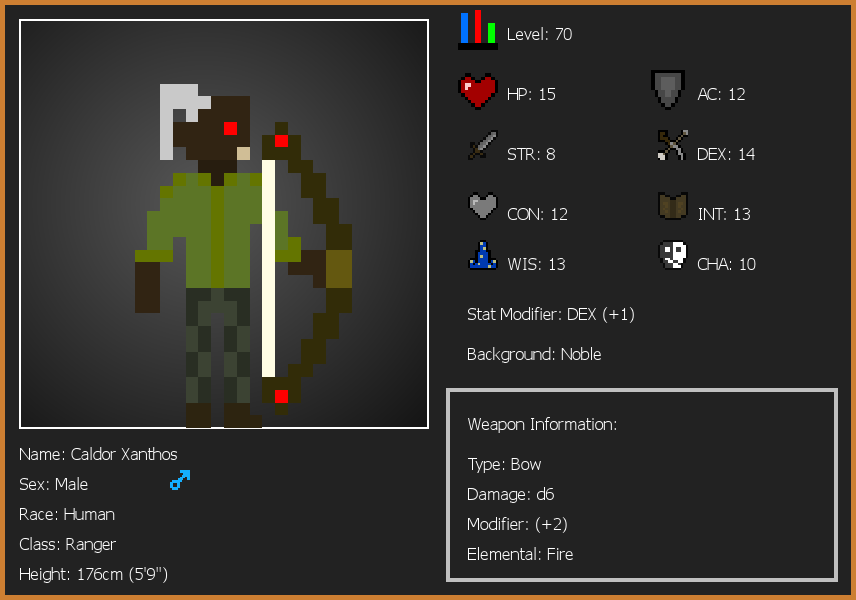 Level: 70
HP: 15
AC: 12
STR: 8
DEX: 14
CON: 12
INT: 13
WIS: 13
CHA: 10
Stat Modifier: DEX (+1)
Background: Noble
Weapon Information:
Type: Bow
Damage: d6
Modifier: (+2)
Elemental: Fire
Name: Caldor Xanthos
Sex: Male
Race: Human
Class: Ranger
Height: 176cm (5'9")